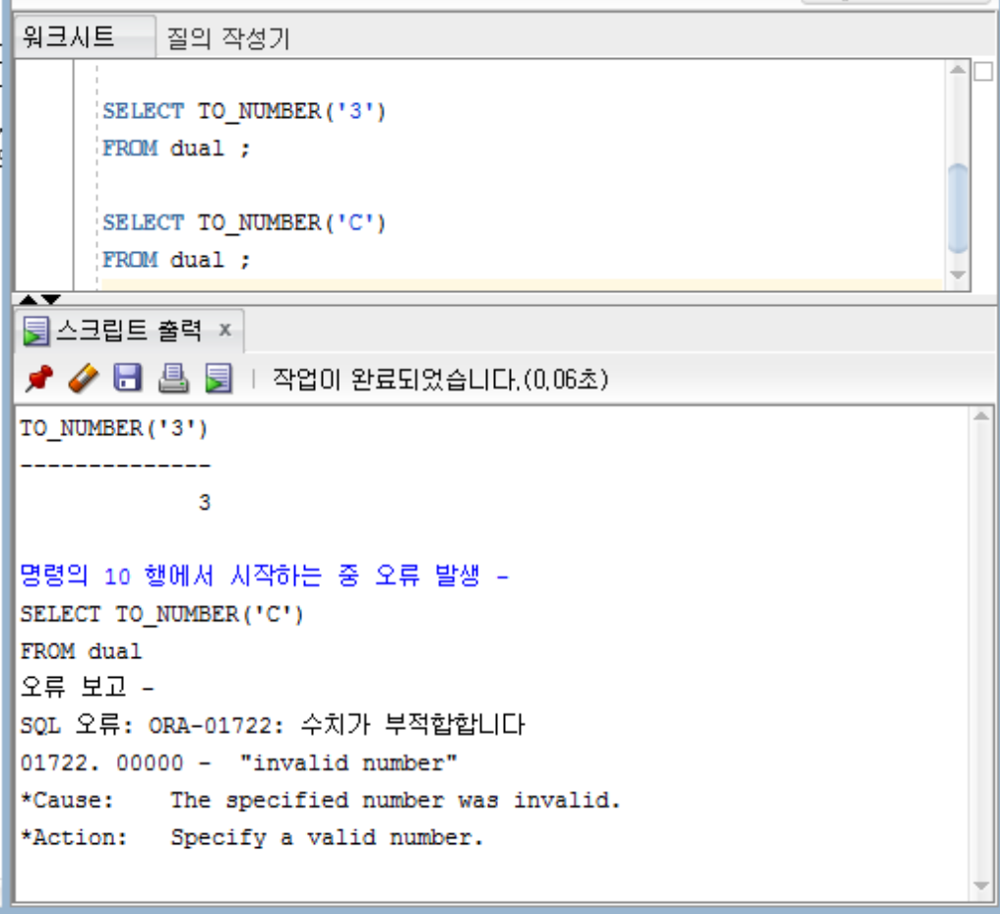 워크시트 질의 작성기
SELECT TO_NUMBER('3')
FROM dual ;
SELECT TO_NUMBER('C')
FROM dual ;
스크립트 출력 x
작업이 완료되었습니다.(0,06초)
TO_NUMBER('3')
--------------
3
명령의 10 행에서 시작하는 중 오류 발생 -
SELECT TO_NUMBER('C')
FROM dual
오류 보고 -
SQL 오류: ORA-01722: 수치가 부적합합니다
01722. 00000 - "invalid number"
*Cause: The specified number was invalid.
*Action: Specify a valid number.